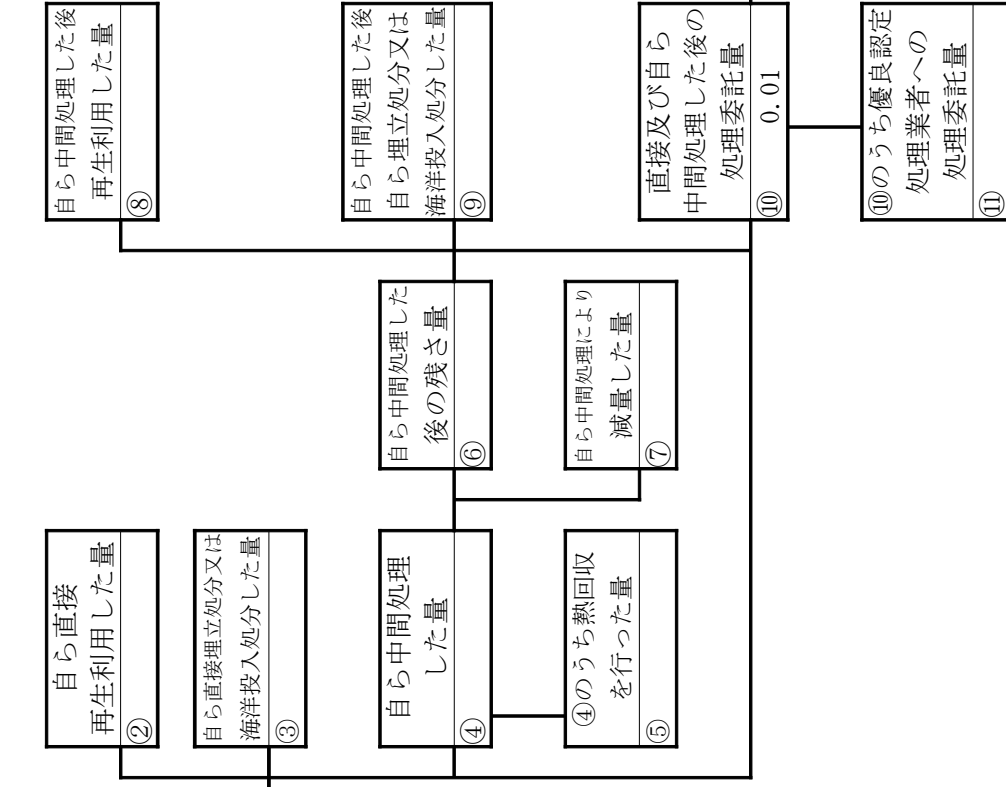 自ら直接
再生利用した量
②
自ら直接埋立処分又は
海洋投入処分した量
③
自ら中間処理
した量
④
④のうち熱回収
を行った量
⑤
自ら中間処理した
後の残さ量
⑥
自ら中間処理により
減量した量
⑦
自ら中間処理した後
再生利用した量
⑧
自ら中間処理した後
自ら埋立処分又は
海洋投入処分した量
⑨
直接及び自ら
中間処理した後の
処理委託量
⑩ 0.01
⑩のうち優良認定
処理業者への
処理委託量
⑪